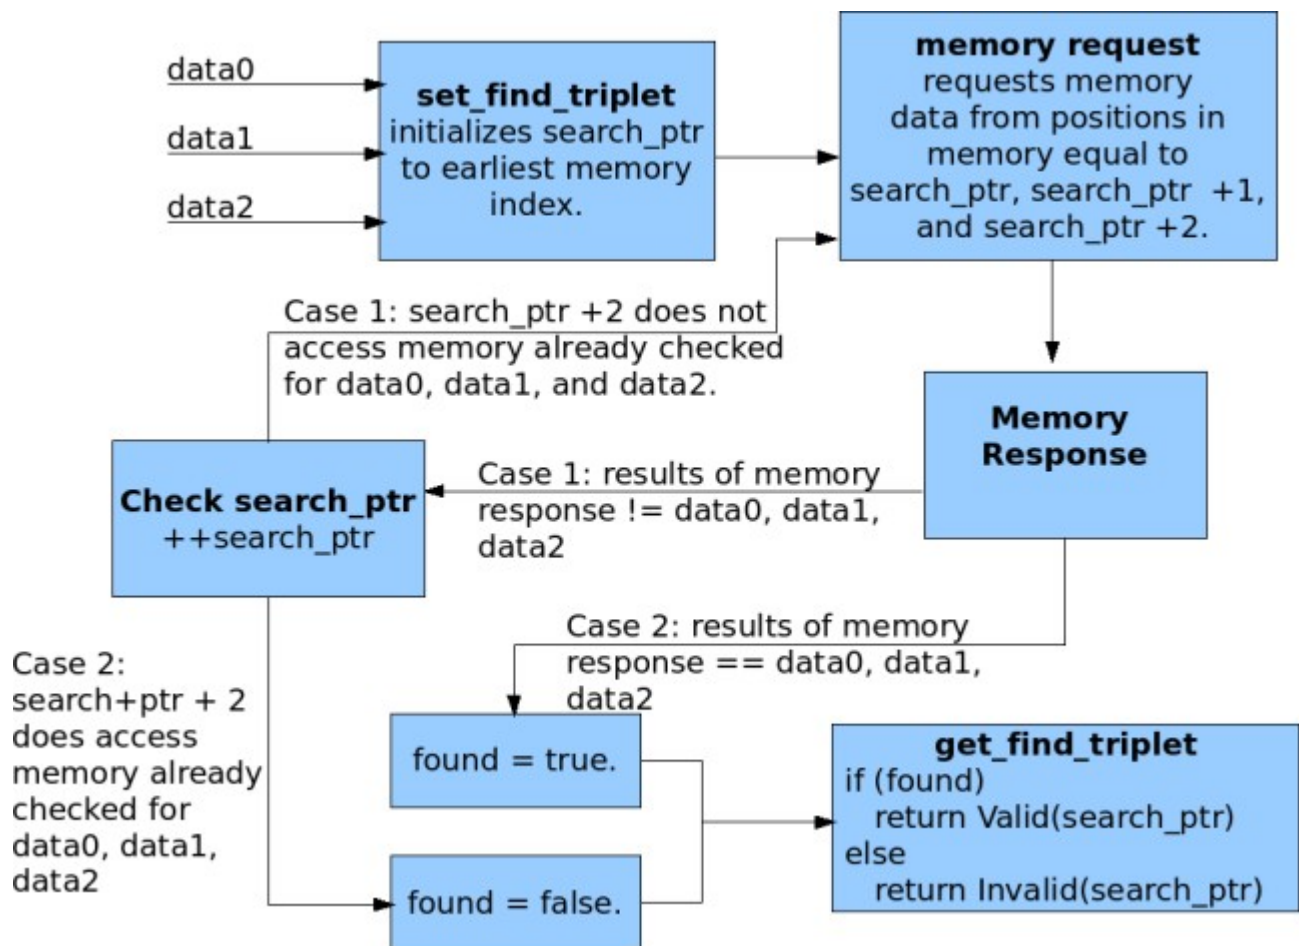 data0
data1
data2
set_find_triplet
initializes search_ptr
to earliest memory
index.
memory request
requests memory
data from positions in
memory equal to
search_ptr, search_ptr +1,
and search_ptr +2.
Case 1: search_ptr +2 does not
access memory already checked
for data0, data1, and data2.
Memory
Response
Case 1: results of memory
response != data0, data1,
data2
Check search_ptr
++search_ptr
Case 2: results of memory
response == data0, data1,
data2
Case 2:
search+ptr + 2
does access
memory already
checked for
data0, data1,
data2
found = true.
found = false.
get_find_triplet
if (found)
return Valid(search_ptr)
else
return Invalid(search_ptr)